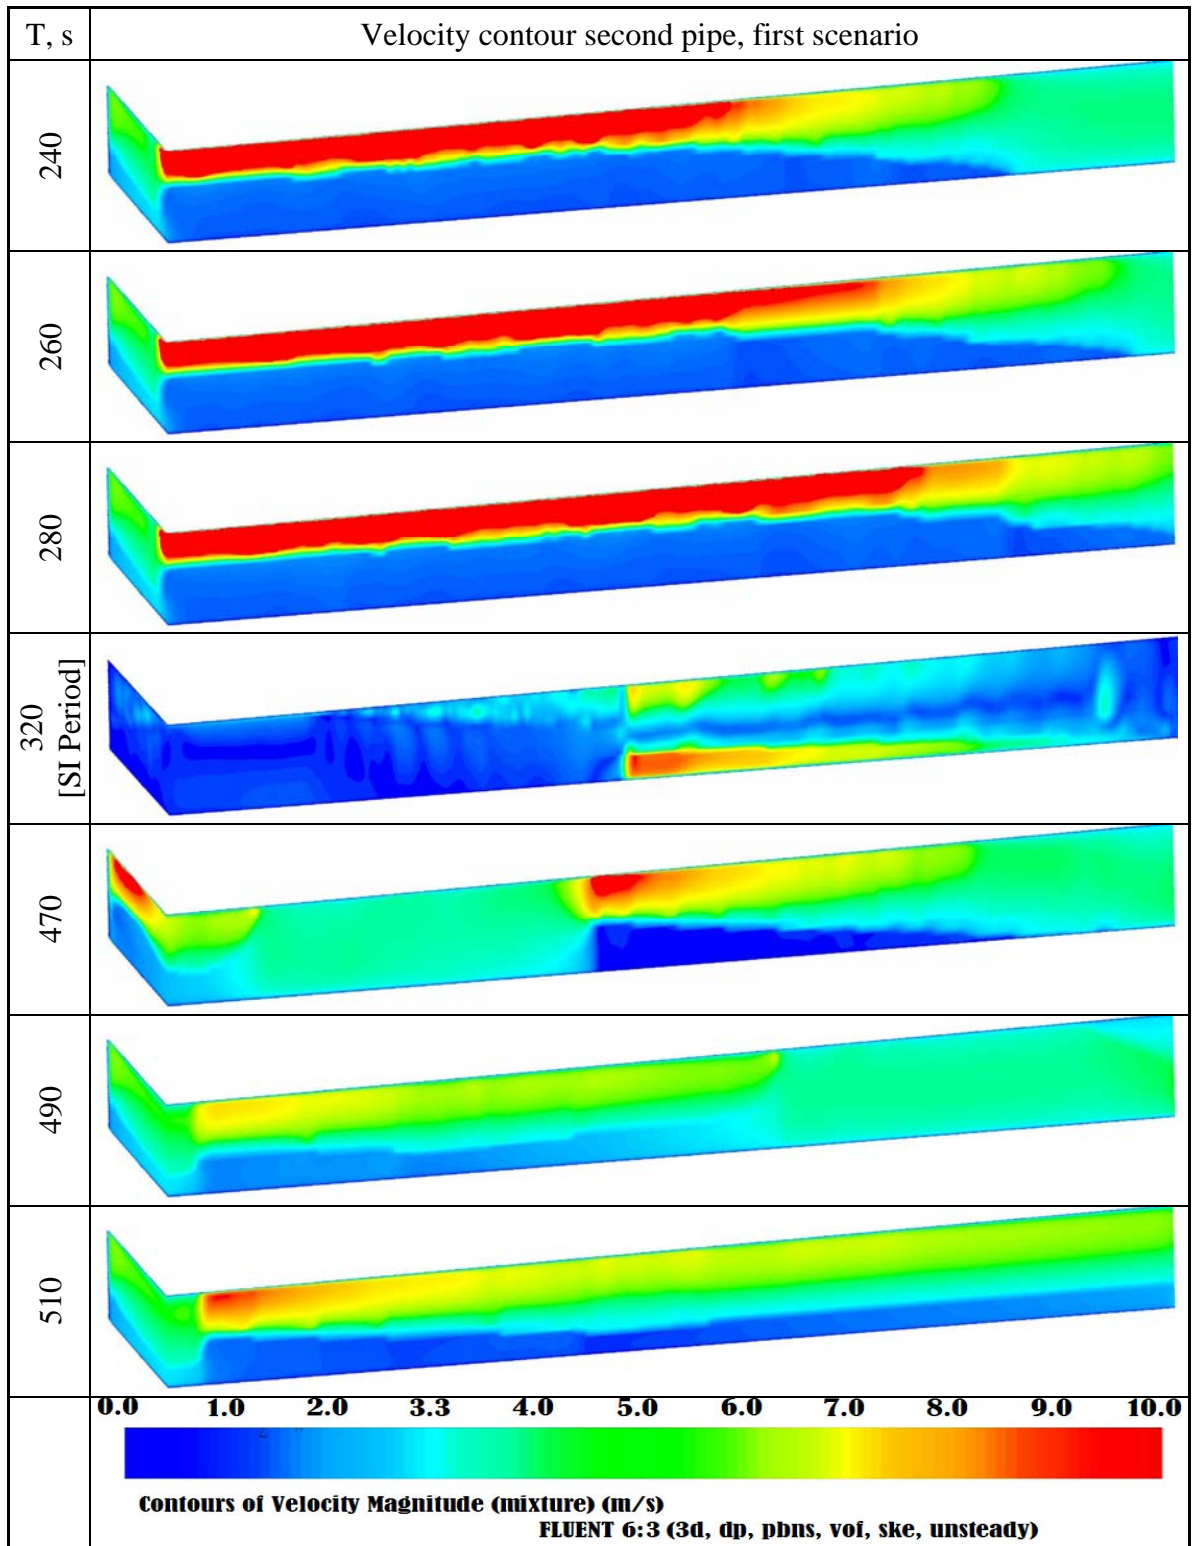 T, s
Velocity contour second pipe, first scenario
240
260
280
320
[SI Period]
470
490
510
0.0 1.0 2.0 3.3 4.0 5.0 6.0 7.0 8.0 9.0 10.0
Contours of Velocity Magnitude (mixture) (m/s)
FLUENT 6:3 (3d, dp, pbns, vof, ske, unsteady)